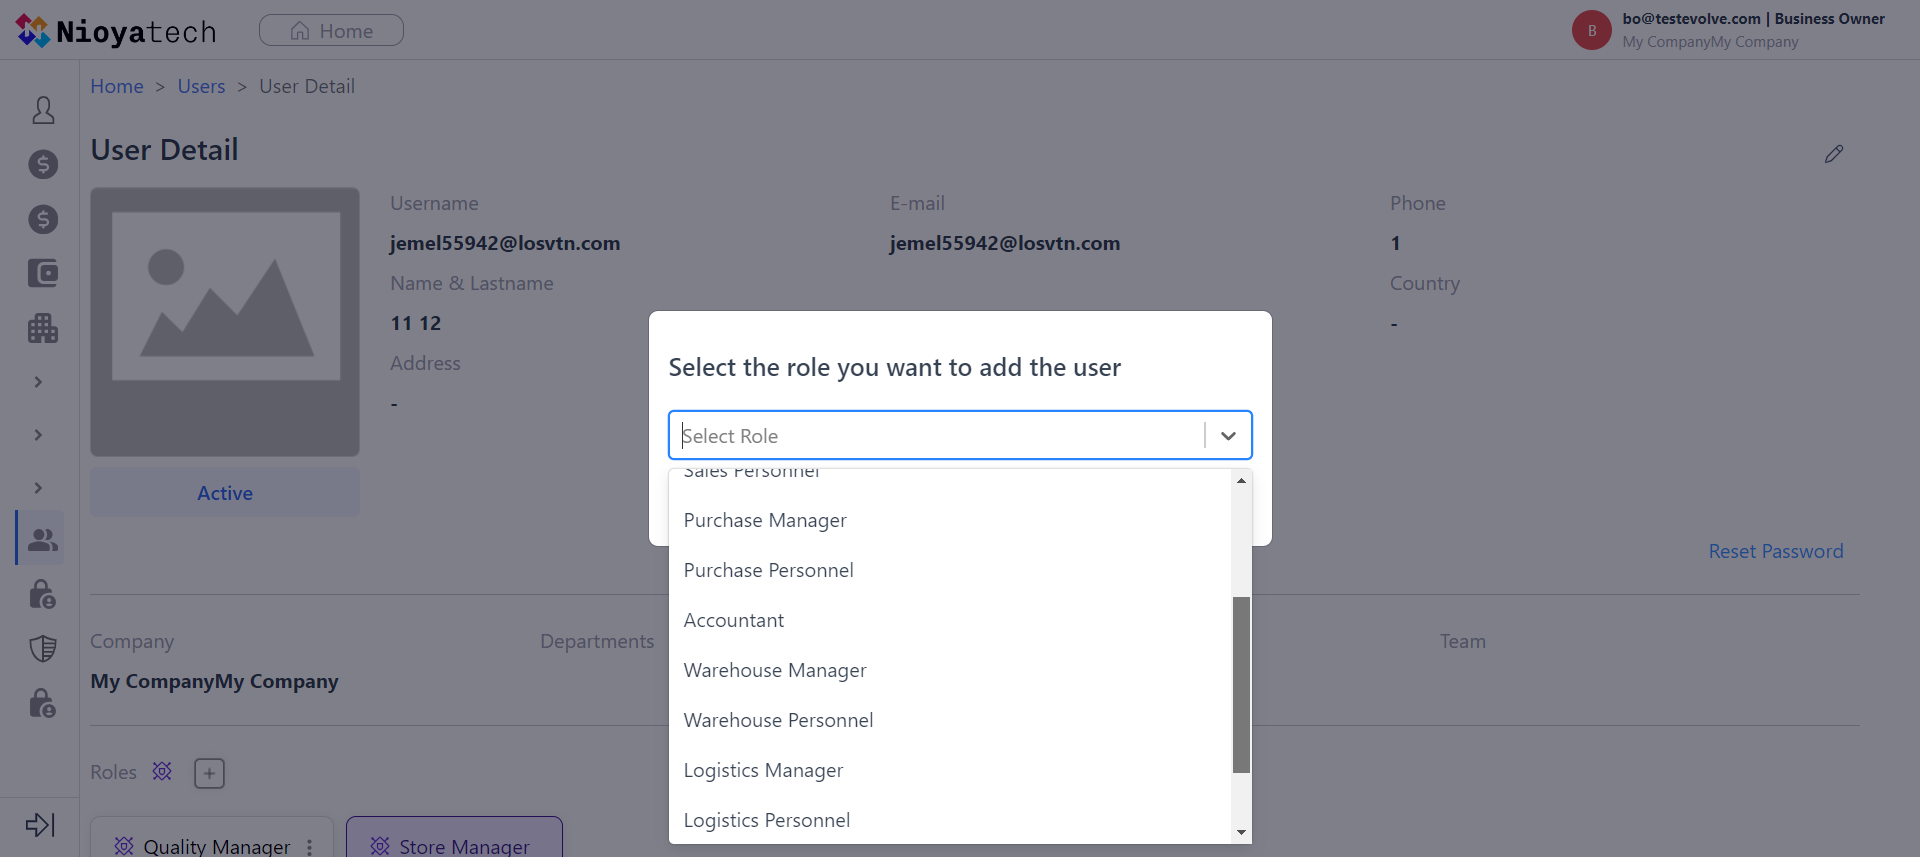 Nioyatech
Home
B
bo@testevolve.com | Business Owner
My CompanyMy Company
Home > Users > User Detail
User Detail
Username
E-mail
Phone
jemel55942@losvtn.com
jemel55942@losvtn.com
1
Name & Lastname
Country
11 12
-
Address
-
Active
Select the role you want to add the user
Select Role
Sales Personnel
Purchase Manager
Purchase Personnel
Accountant
Warehouse Manager
Warehouse Personnel
Logistics Manager
Logistics Personnel
Reset Password
Company
Departments
Team
My CompanyMy Company
Roles
Quality Manager
Store Manager